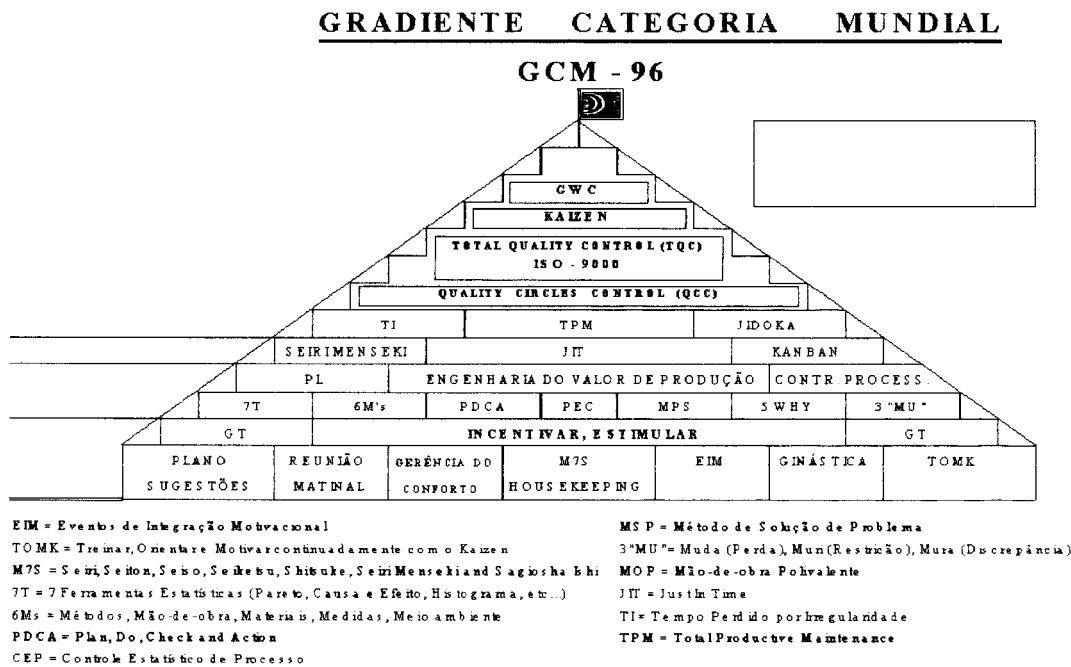 GRADIENTE CATEGORIA MUNDIAL
GCM - 96
GWC
KAIZEN
TOTAL QUALITY CONTROL (TQC)
ISO - 9000
QUALITY CIRCLES CONTROL (QCC)
TI TPM JIDOKA
SEIRIMENSEKI JIT KANBAN
PL ENGENHARIA DO VALOR DE PRODUÇÃO CONTR. PROCESS.
7T 6M's PDCA PEC MPS 5 WHY 3 "MU"
GT INCENTIVAR, ESTIMULAR GT
PLANO SUGESTÕES
REUNIÃO MATINAL
GERÊNCIA DO CONFORTO
M7S HOUSEKEEPING
EIM
GINÁSTICA
TOMK
EIM = Eventos de Integração Motivacional
TOMK = Treinar, Orientar e Motivar continuadamente com o Kaizen
M7S = Seiri, Seiton, Seiso, Seiketsu, Shitsuke, Seiri Menseki and Sagiosha Ishi
7T = 7 Ferramentas Estatísticas (Pareto, Causa e Efeito, Histograma, etc...)
6Ms = Métodos, Mão-de-obra, Materiais, Medidas, Meio ambiente
PDCA = Plan, Do, Check and Action
CEP = Controle Estatístico de Processo
MSP = Método de Solução de Problema
3"MU"= Muda (Perda), Muri (Restricão), Mura (Discrepância)
MOP = Mão-de-obra Polivalente
JIT = Just In Time
TI = Tempo Perdido por Irregularidade
TPM = Total Productive Maintenance